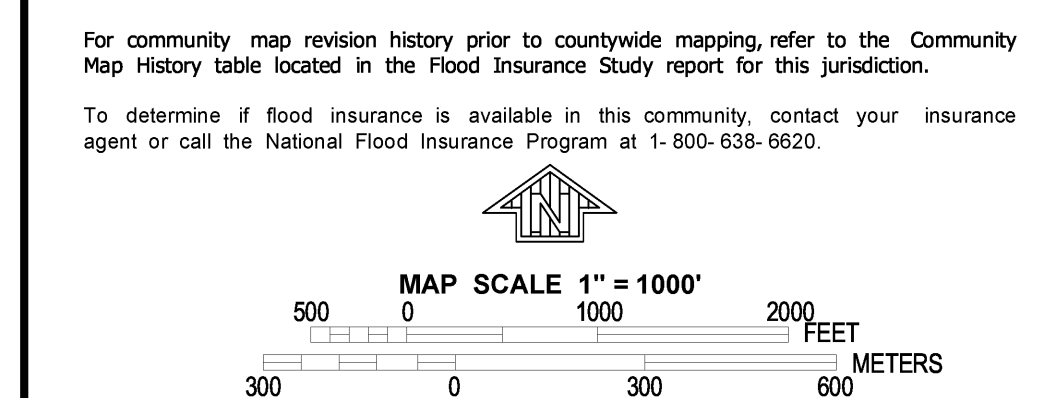 For community map revision history prior to countywide mapping, refer to the Community
Map History table located in the Flood Insurance Study report for this jurisdiction.
To determine if flood insurance is available in this community, contact your insurance
agent or call the National Flood Insurance Program at 1- 800- 638- 6620.
N
MAP SCALE 1" = 1000'
500 0 1000 2000
FEET
METERS
300 0 300 600